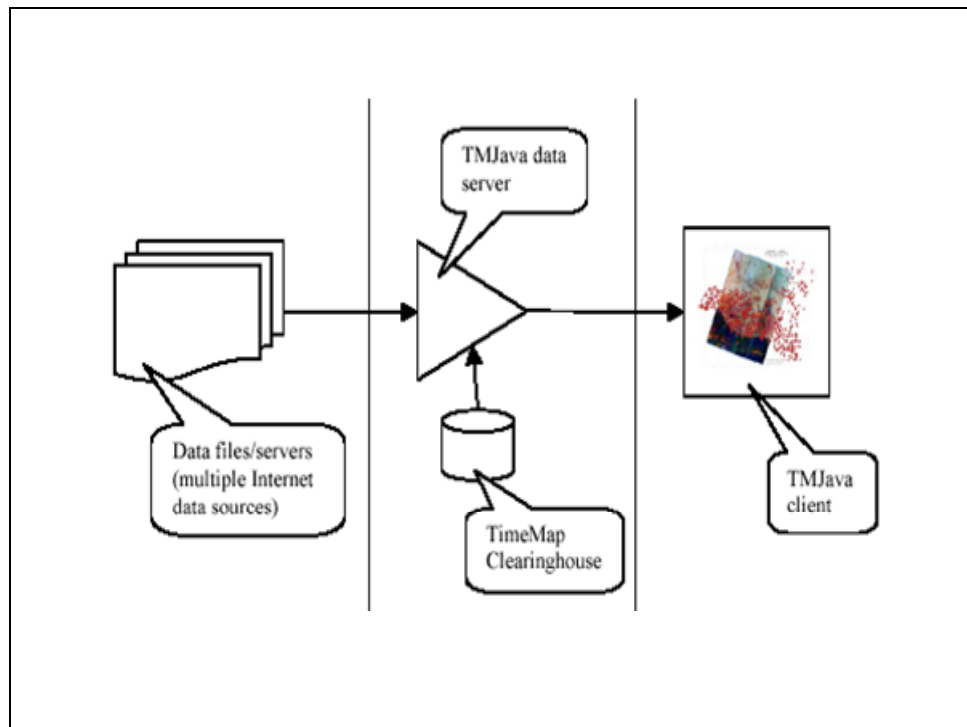 TMJava data
server
Data files/servers
(multiple Internet
data sources)
TimeMap
Clearinghouse
TMJava
client